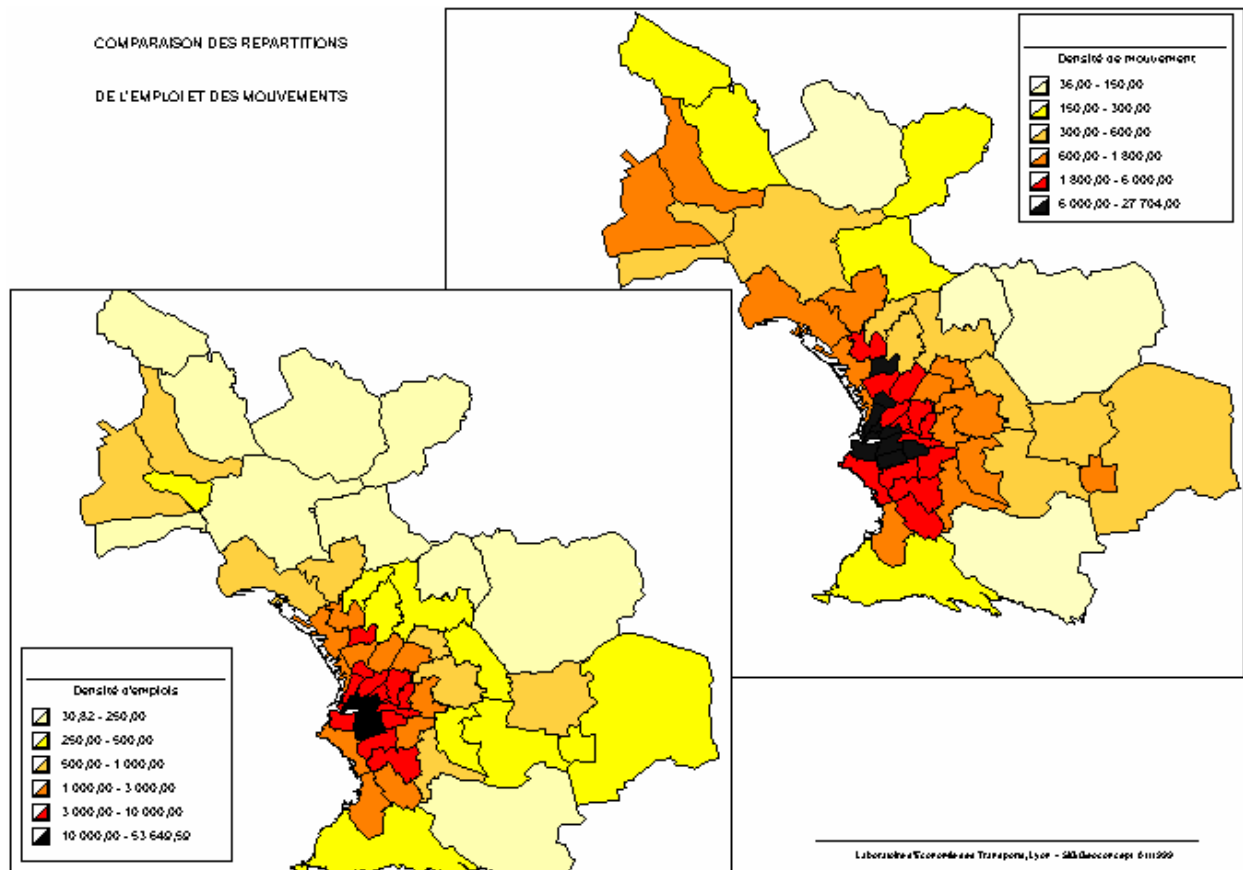 COMPARAISON DES REPARTITIONS
DE L'EMPLOI ET DES MOUVEMENTS
Densité de mouvement
36,00 - 150,00
150,00 - 300,00
300,00 - 600,00
600,00 - 1 800,00
1 800,00 - 6 000,00
6 000,00 - 27 704,00
Densité d'emplois
30,82 - 250,00
250,00 - 500,00
500,00 - 1 000,00
1 000,00 - 3 000,00
3 000,00 - 10 000,00
10 000,00 - 53 649,59
Laboratoire d'Economie des Transports, Lyon - SIG Geoconcept